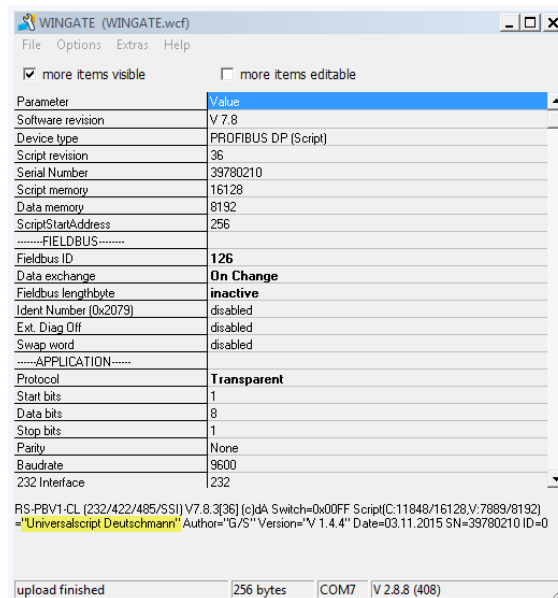 WINGATE (WINGATE.wcf)
File Options Extras Help
more items visible more items editable
Parameter Value
Software revision V 7.8
Device type PROFIBUS DP (Script)
Script revision 36
Serial Number 39780210
Script memory 16128
Data memory 8192
ScriptStartAddress 256
--------FIELDBUS--------
Fieldbus ID 126
Data exchange On Change
Fieldbus lengthbyte inactive
Ident Number (0x2079) disabled
Ext. Diag Off disabled
Swap word disabled
------APPLICATION------
Protocol Transparent
Start bits 1
Data bits 8
Stop bits 1
Parity None
Baudrate 9600
232 Interface 232
RS-PBV1-CL (232/422/485/SSI) V7.8.3[36] (c)dA Switch=0x00FF Script(C:11848/16128,V:7889/8192)
="Universalscript Deutschmann" Author="G/S" Version="V 1.4.4" Date=03.11.2015 SN=39780210 ID=0
upload finished 256 bytes COM7 V 2.8.8 (408)